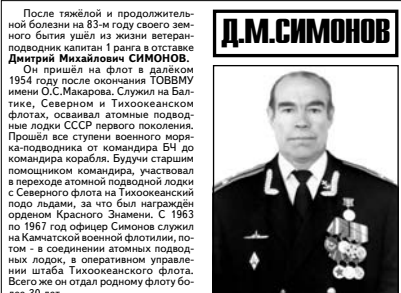 После тяжёлой и продолжитель-
ной болезни на 83-м году своего зем-
ного бытия ушёл из жизни ветеран-
подводник капитан 1 ранга в отставке
Дмитрий Михайлович СИМОНОВ.
Он пришёл на флот в далёком
1954 году после окончания ТОВВМУ
имени О.С.Макарова. Служил на Бал-
тике, Северном и Тихоокеанском
флотах, осваивал атомные подвод-
ные лодки СССР первого поколения.
Прошёл все ступени военного моря-
ка-подводника от командира БЧ до
командира корабля. Будучи старшим
помощником командира, участвовал
в переходе атомной подводной лодки
с Северного флота на Тихоокеанский
подо льдами, за что был награждён
орденом Красного Знамени. С 1963
по 1967 год офицер Симонов служил
на Камчатской военной флотилии, по-
том - в соединении атомных подвод-
ных лодок, в оперативном управле-
нии штаба Тихоокеанского флота.
Всего же он отдал родному флоту бо-
лее 30 лет.
Д.М.СИМОНОВ